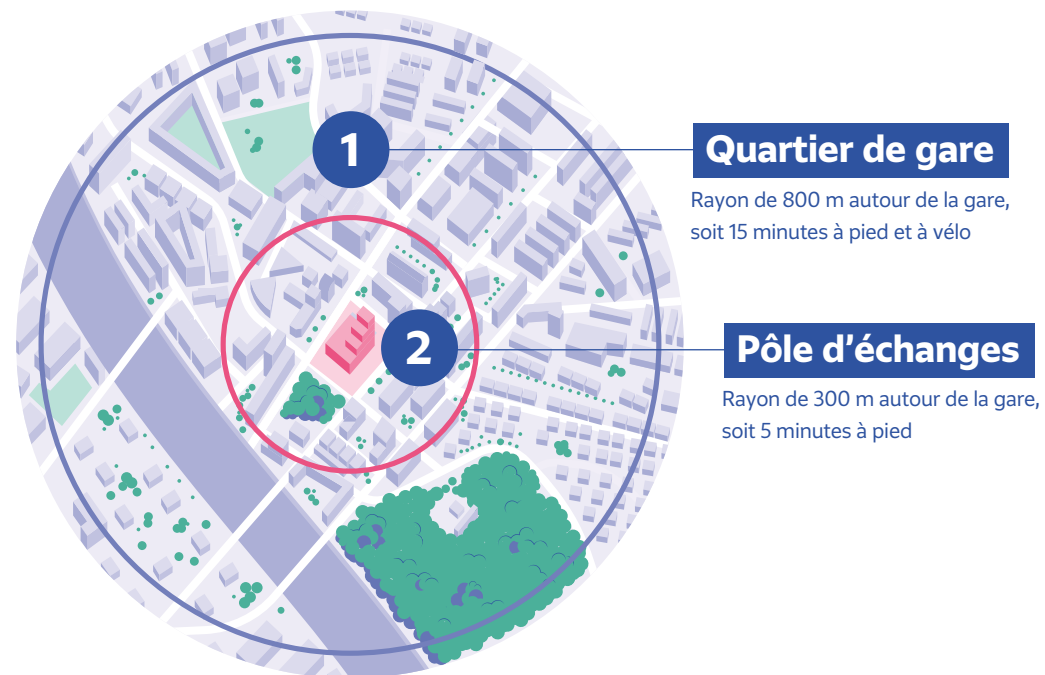 1
Quartier de gare
Rayon de 800 m autour de la gare,
soit 15 minutes à pied et à vélo
2
Pôle d'échanges
Rayon de 300 m autour de la gare,
soit 5 minutes à pied